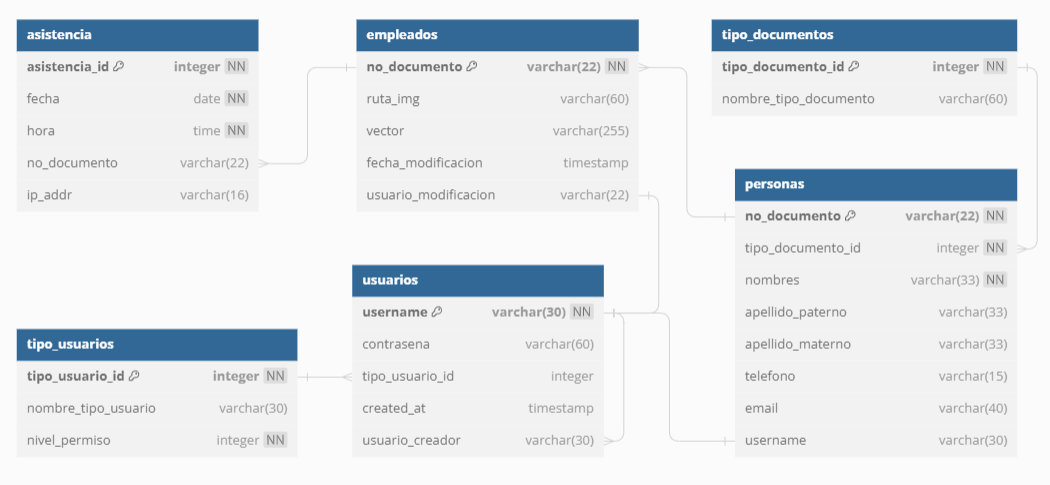 asistencia
asistencia_id integer NN
fecha date NN
hora time NN
no_documento varchar(22)
ip_addr varchar(16)
empleados
no_documento varchar(22) NN
ruta_img varchar(60)
vector varchar(255)
fecha_modificacion timestamp
usuario_modificacion varchar(22)
tipo_documentos
tipo_documento_id integer NN
nombre_tipo_documento varchar(60)
personas
no_documento varchar(22) NN
tipo_documento_id integer NN
nombres varchar(33) NN
apellido_paterno varchar(33)
apellido_materno varchar(33)
telefono varchar(15)
email varchar(40)
username varchar(30)
usuarios
username varchar(30) NN
contrasena varchar(60)
tipo_usuario_id integer
created_at timestamp
usuario_creador varchar(30)
tipo_usuarios
tipo_usuario_id integer NN
nombre_tipo_usuario varchar(30)
nivel_permiso integer NN